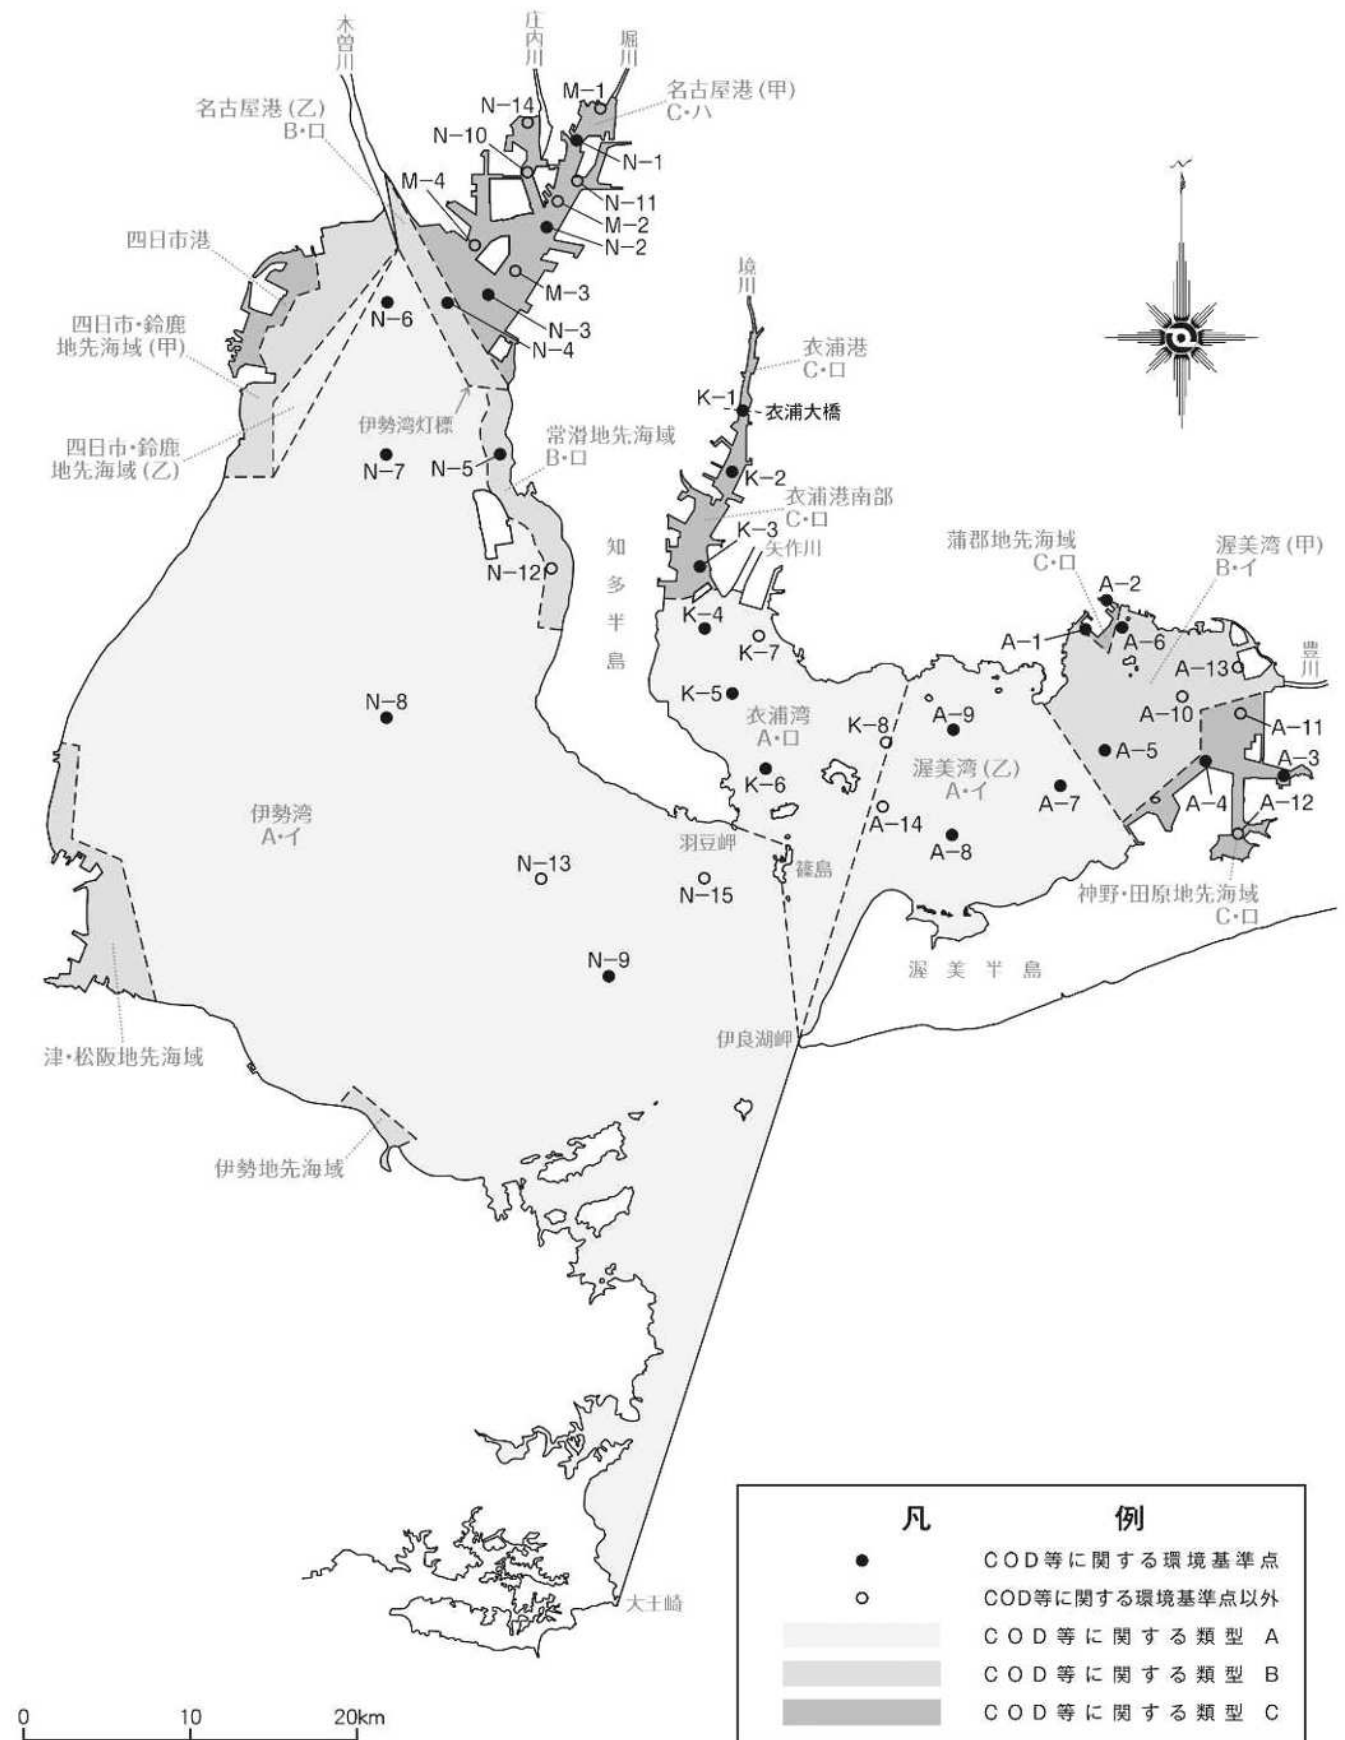 木曽川
庄内川
堀川
名古屋港(乙)
B・ロ
N-14
M-1
名古屋港(甲)
C・ハ
N-10
N-1
M-4
N-11
M-2
N-2
四日市港
M-3
N-6
N-3
N-4
四日市・鈴鹿
地先海域(甲)
境川
衣浦港
C・ロ
K-1
衣浦大橋
伊勢湾灯標
四日市・鈴鹿
地先海域(乙)
N-7
N-5
常滑地先海域
B・ロ
K-2
衣浦港南部
C・ロ
K-3
矢作川
N-12
知多半島
蒲郡地先海域
C・ロ
渥美湾(甲)
B・イ
A-2
A-1
A-6
K-4
K-7
A-13
豊川
K-5
N-8
衣浦湾
A・ロ
K-8
A-9
A-10
A-11
K-6
渥美湾(乙)
A・イ
A-5
A-3
A-7
A-4
A-12
伊勢湾
A・イ
A-14
A-8
羽豆岬
篠島
N-13
N-15
神野・田原地先海域
C・ロ
N-9
渥美半島
伊良湖岬
津・松阪地先海域
伊勢地先海域
大王崎
凡例
COD等に関する環境基準点
COD等に関する環境基準点以外
COD等に関する類型 A
COD等に関する類型 B
COD等に関する類型 C
0 10 20km